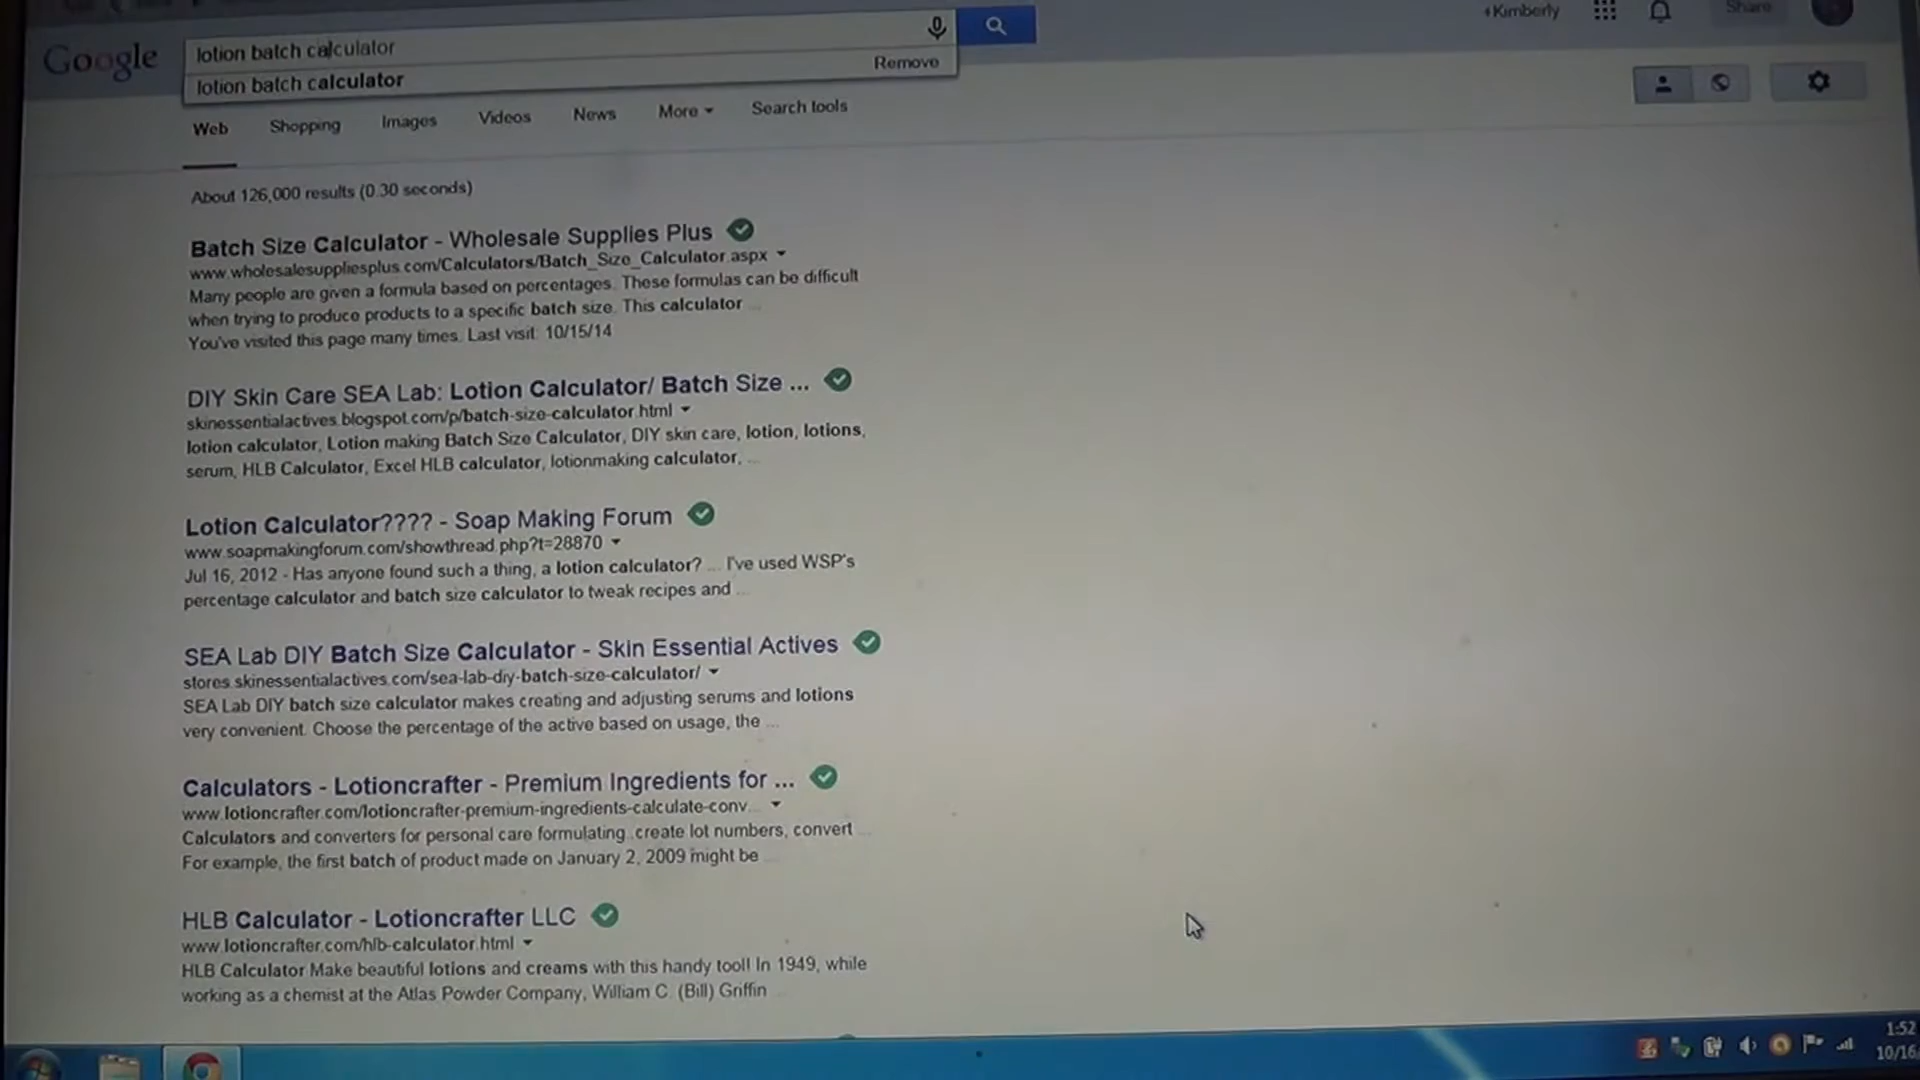 +Kimberly
Share
Google
lotion batch calculator
lotion batch calculator
Remove
Web
Shopping
Images
Videos
News
More
Search tools
About 126,000 results (0.30 seconds)
Batch Size Calculator - Wholesale Supplies Plus
www.wholesalesuppliesplus.com/Calculators/Batch_Size_Calculator.aspx
Many people are given a formula based on percentages. These formulas can be difficult
when trying to produce products to a specific batch size. This calculator ...
You've visited this page many times. Last visit: 10/15/14
DIY Skin Care SEA Lab: Lotion Calculator/ Batch Size ...
skinessentialactives.blogspot.com/p/batch-size-calculator.html
lotion calculator, Lotion making Batch Size Calculator, DIY skin care, lotion, lotions,
serum, HLB Calculator, Excel HLB calculator, lotionmaking calculator, ...
Lotion Calculator???? - Soap Making Forum
www.soapmakingforum.com/showthread.php?t=28870
Jul 16, 2012 - Has anyone found such a thing, a lotion calculator? ... I've used WSP's
percentage calculator and batch size calculator to tweak recipes and ...
SEA Lab DIY Batch Size Calculator - Skin Essential Actives
stores.skinessentialactives.com/sea-lab-diy-batch-size-calculator/
SEA Lab DIY batch size calculator makes creating and adjusting serums and lotions
very convenient. Choose the percentage of the active based on usage, the ...
Calculators - Lotioncrafter - Premium Ingredients for ...
www.lotioncrafter.com/lotioncrafter-premium-ingredients-calculate-conv...
Calculators and converters for personal care formulating..create lot numbers, convert ...
For example, the first batch of product made on January 2, 2009 might be ...
HLB Calculator - Lotioncrafter LLC
www.lotioncrafter.com/hlb-calculator.html
HLB Calculator Make beautiful lotions and creams with this handy tool! In 1949, while
working as a chemist at the Atlas Powder Company, William C. (Bill) Griffin ...
1:52
10/16/